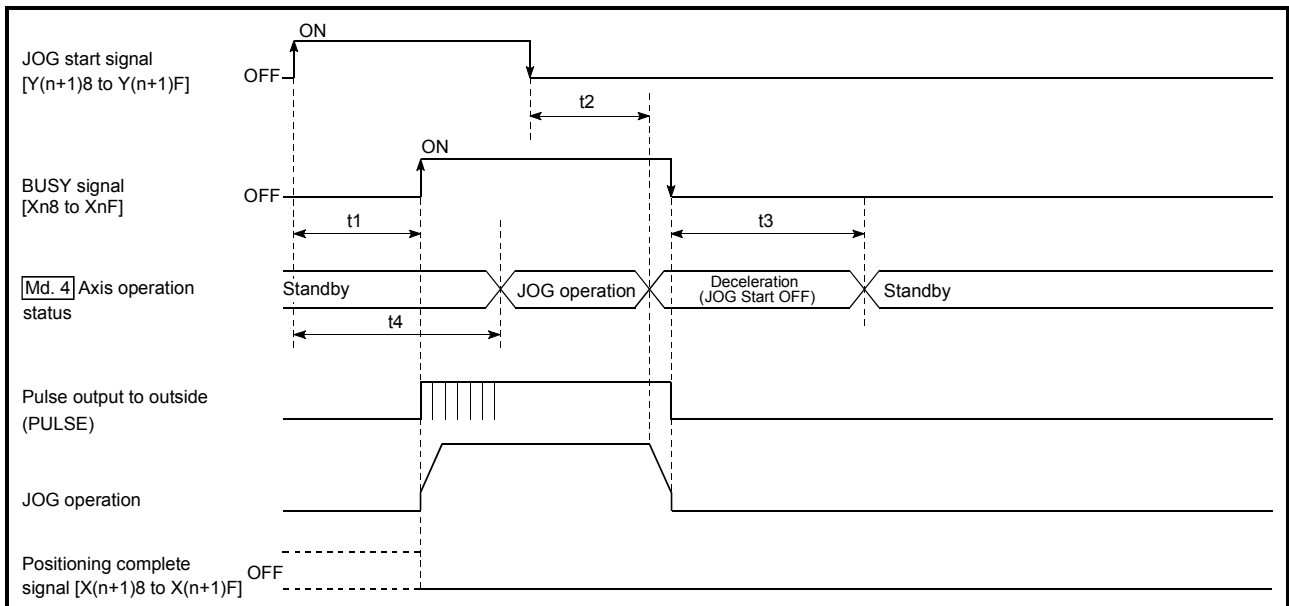 ON
JOG start signal
[Y(n+1)8 to Y(n+1)F]
OFF
t2
ON
BUSY signal
[Xn8 to XnF]
OFF
t1
t3
Md. 4 Axis operation
status
Standby
JOG operation
Deceleration
(JOG Start OFF)
Standby
t4
Pulse output to outside
(PULSE)
JOG operation
Positioning complete
signal [X(n+1)8 to X(n+1)F]
OFF